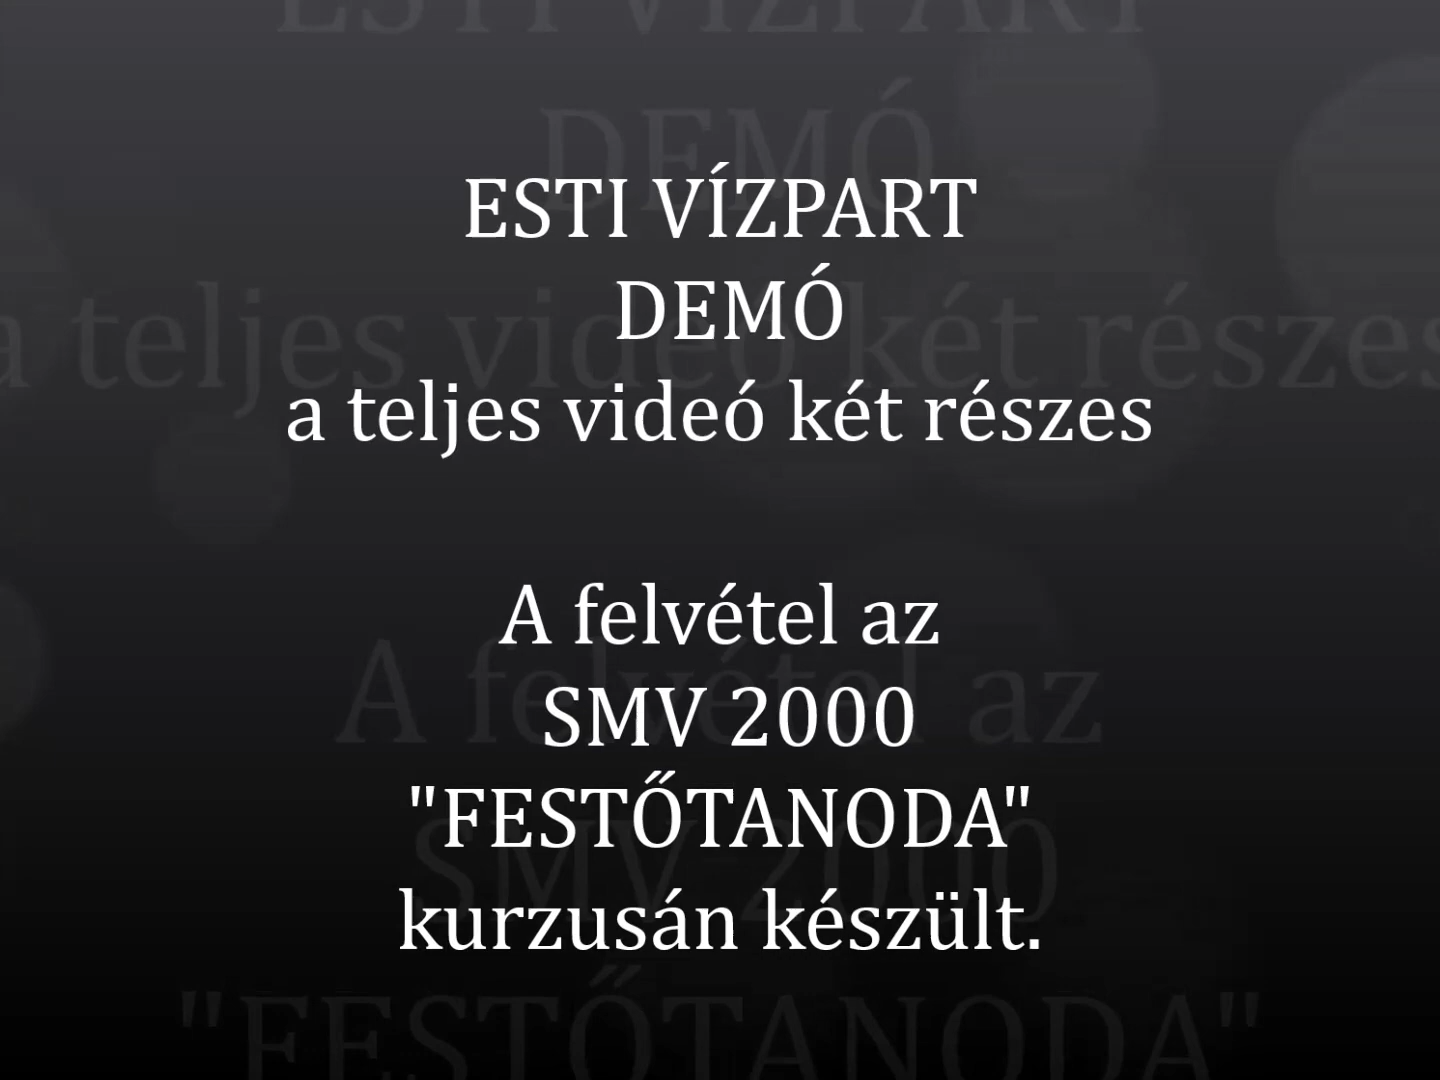 ESTI VÍZPART
DEMÓ
a teljes videó két részes
A felvétel az
SMV 2000
"FESTŐTANODA"
kurzusán készült.